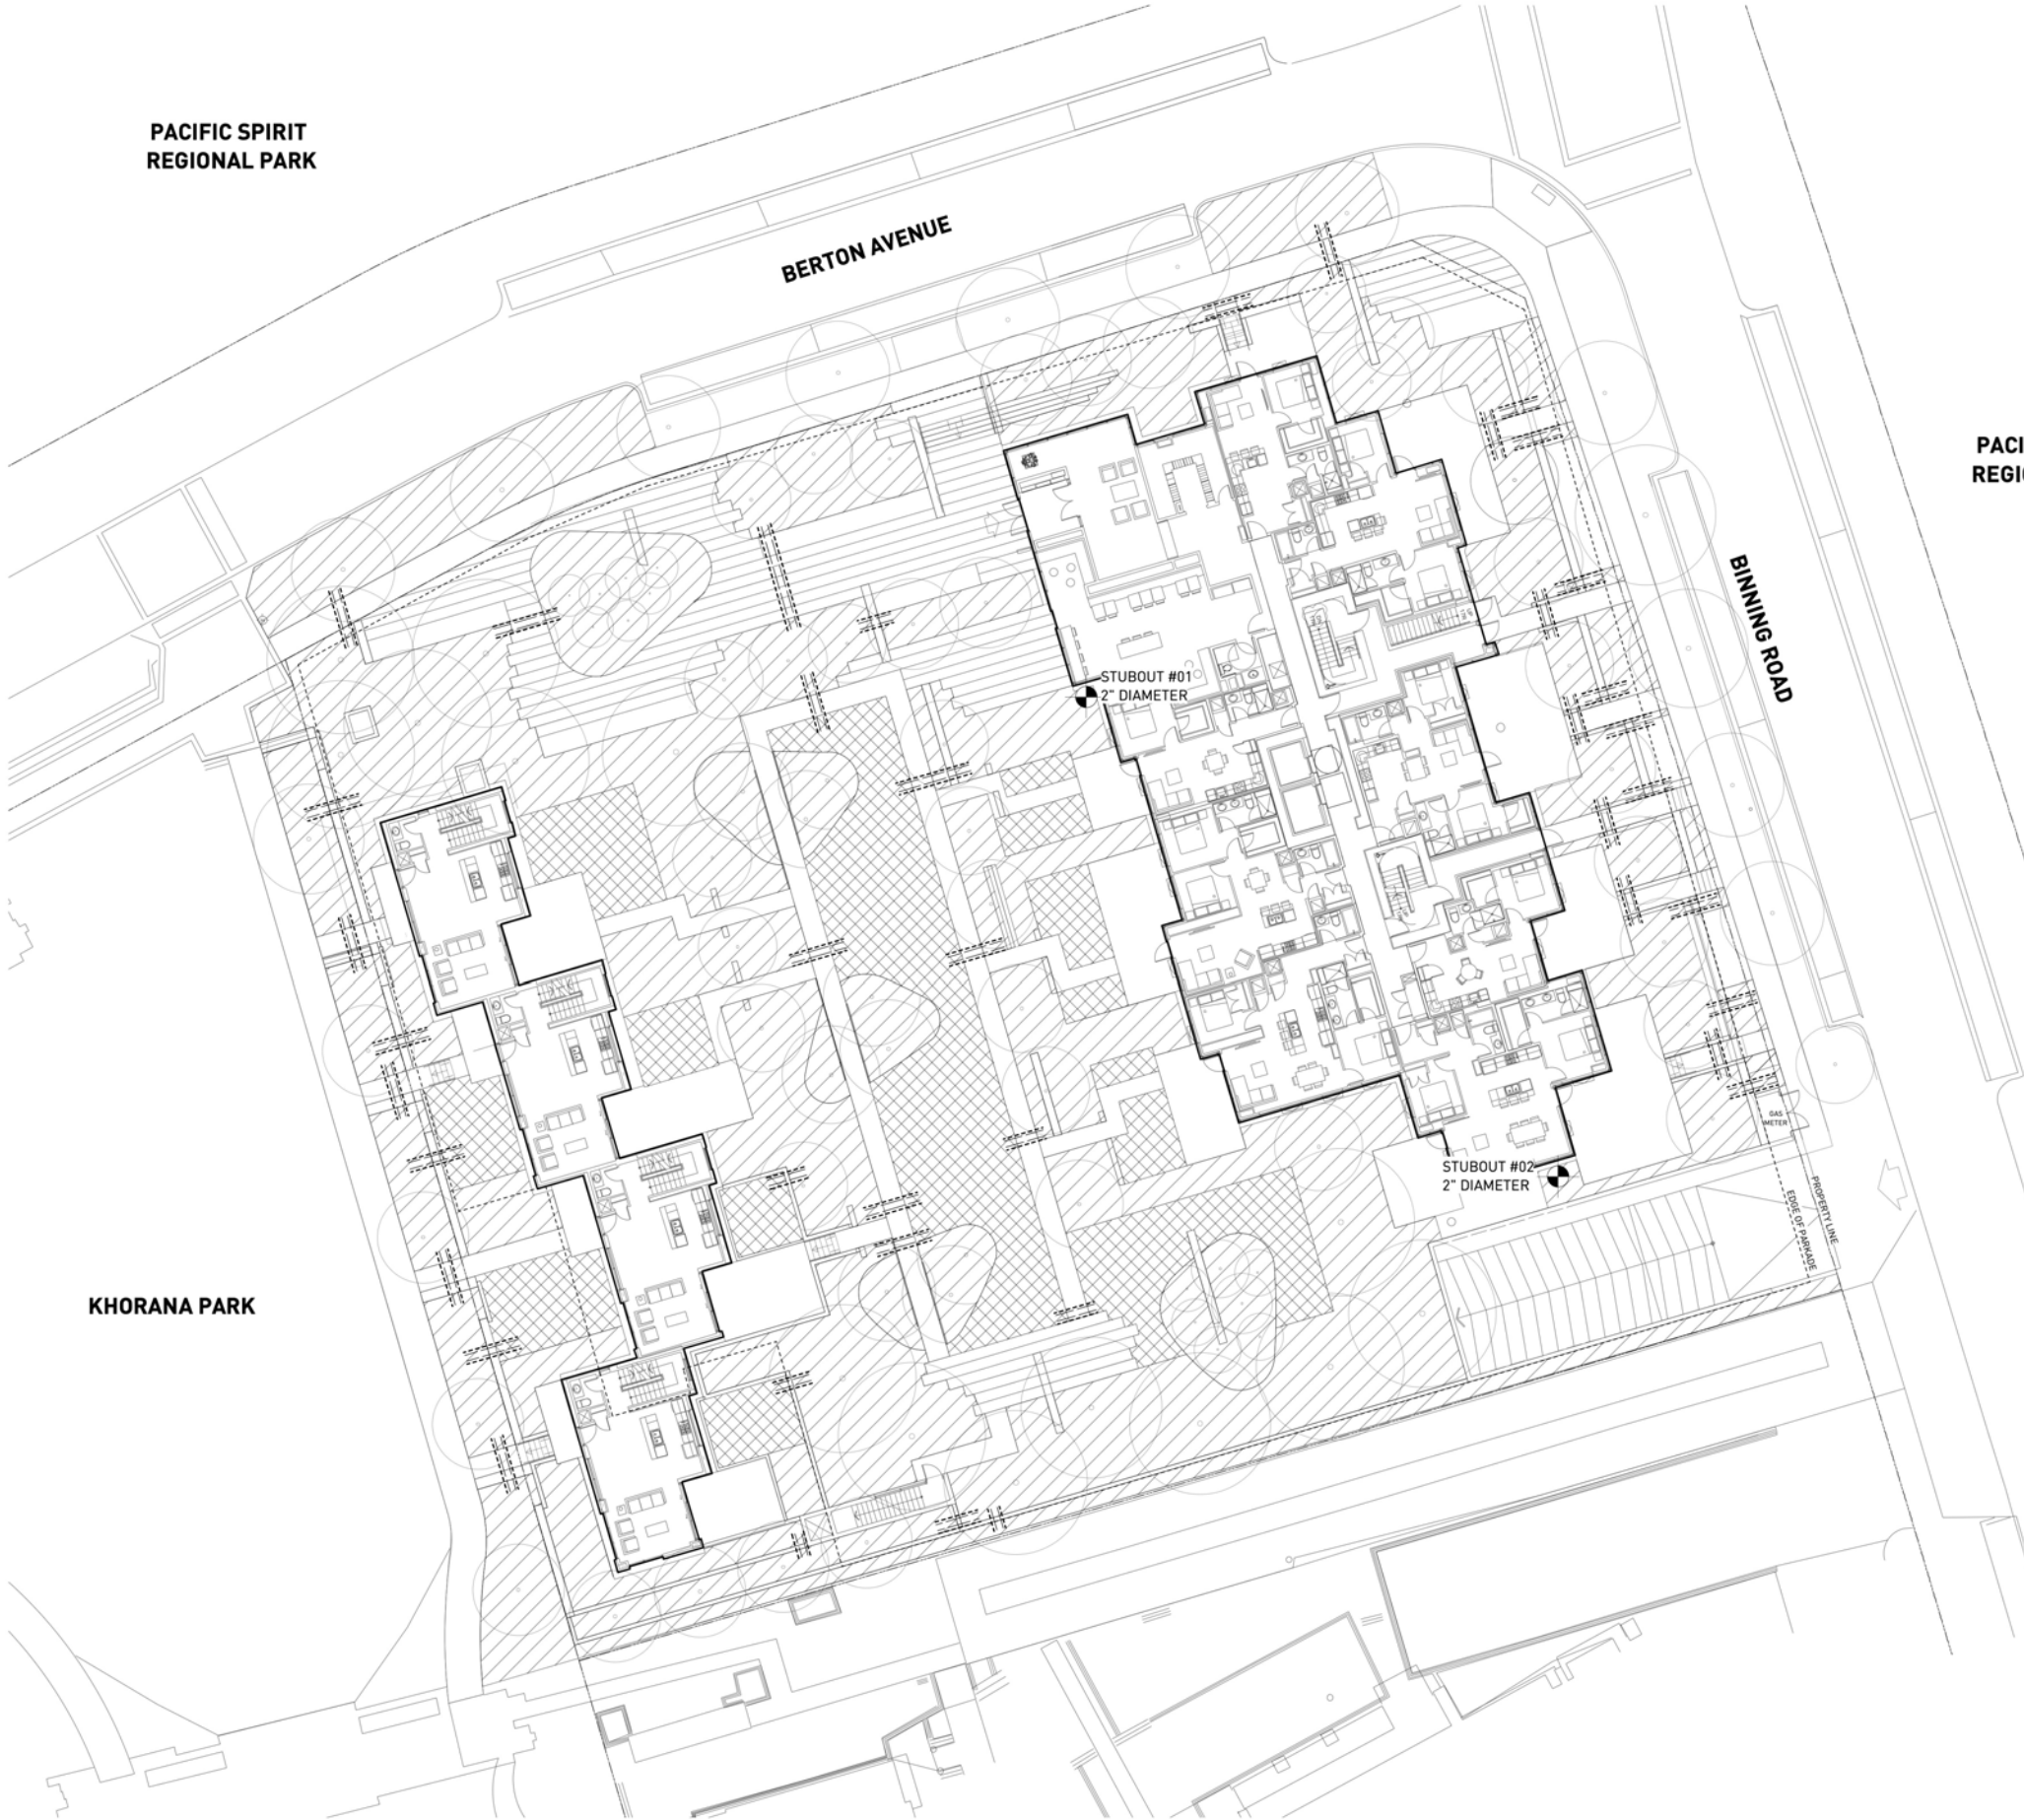 PACIFIC SPIRIT
REGIONAL PARK
BERTON AVENUE
PACI
REGI
BINNING ROAD
STUBOUT #01
2" DIAMETER
STUBOUT #02
2" DIAMETER
GAS
METER
PROPERTY LINE
EDGE OF PARKADE
KHORANA PARK